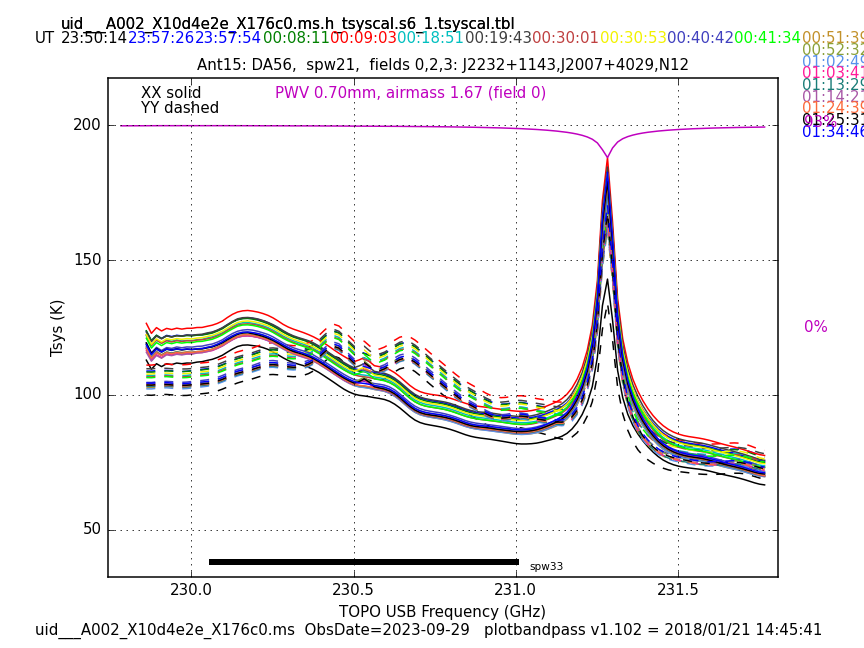 uid___A002_X10d4e2e_X176c0.ms.h_tsyscal.s6_1.tsyscal.tbl
UT 23:50:14 23:57:26 23:57:54 00:08:11 00:09:03 00:18:51 00:19:43 00:30:01 00:30:53 00:40:42 00:41:34 00:51:39
00:52:32
01:02:49
01:03:41
01:13:29
01:14:21
01:24:39
01:25:31
01:34:46
Ant15: DA56, spw21, fields 0,2,3: J2232+1143,J2007+4029,N12
XX solid
YY dashed
PWV 0.70mm, airmass 1.67 (field 0)
0%
200
150
100
50
Tsys (K)
spw33
230.0 230.5 231.0 231.5
TOPO USB Frequency (GHz)
uid___A002_X10d4e2e_X176c0.ms ObsDate=2023-09-29 plotbandpass v1.102 = 2018/01/21 14:45:41